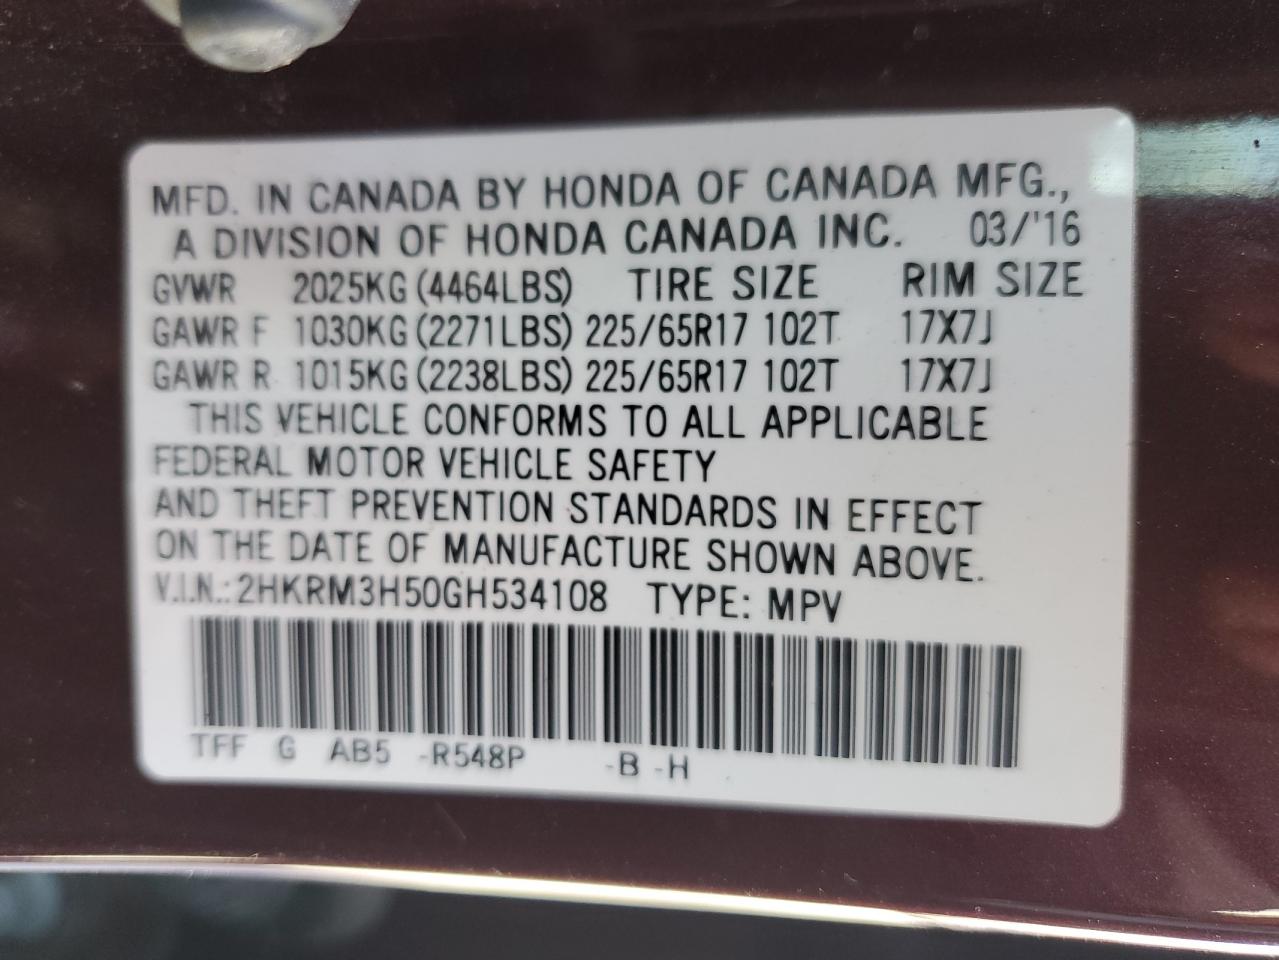 MFD. IN CANADA BY HONDA OF CANADA MFG.,
A DIVISION OF HONDA CANADA INC. 03/'16
GVWR 2025KG (4464LBS) TIRE SIZE RIM SIZE
GAWR F 1030KG (2271LBS) 225/65R17 102T 17X7J
GAWR R 1015KG (2238LBS) 225/65R17 102T 17X7J
THIS VEHICLE CONFORMS TO ALL APPLICABLE
FEDERAL MOTOR VEHICLE SAFETY
AND THEFT PREVENTION STANDARDS IN EFFECT
ON THE DATE OF MANUFACTURE SHOWN ABOVE.
V.I.N.: 2HKRM3H50GH534108 TYPE: MPV
TFF G AB5 -R548P -B -H